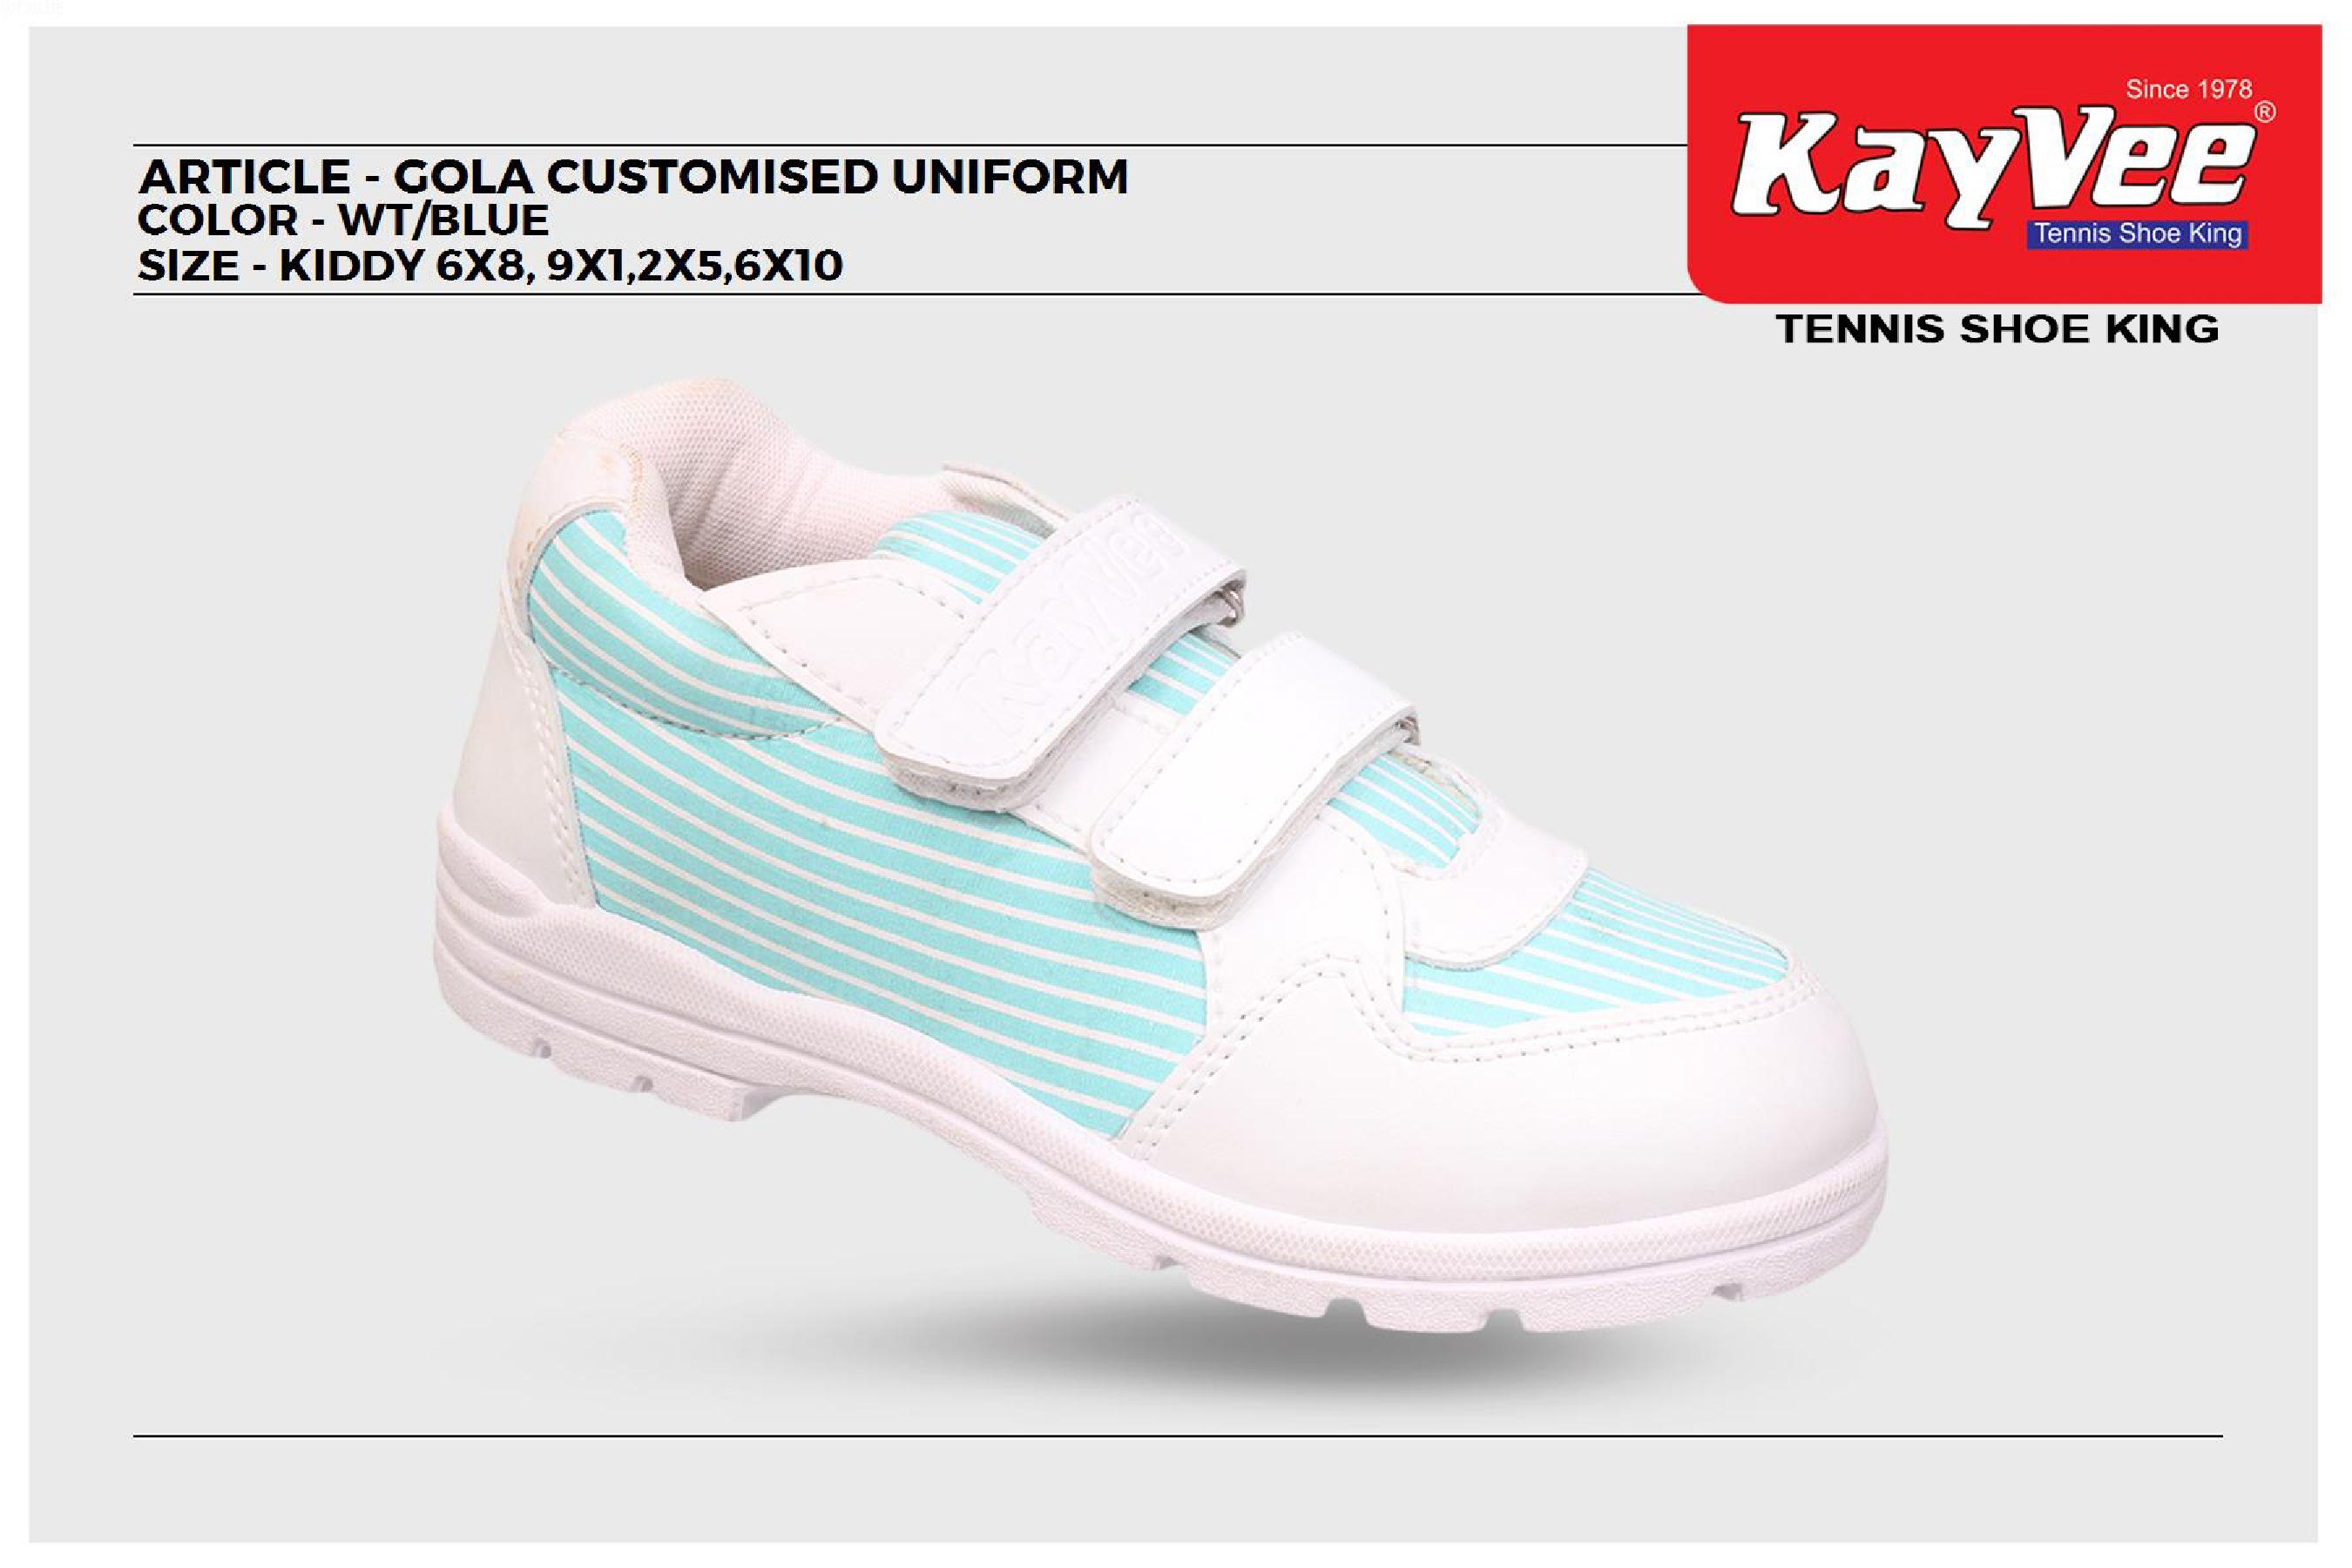 Since 1978
KayVee®
Tennis Shoe King
TENNIS SHOE KING
ARTICLE - GOLA CUSTOMISED UNIFORM
COLOR - WT/BLUE
SIZE - KIDDY 6X8, 9X1,2X5,6X10
KayVee